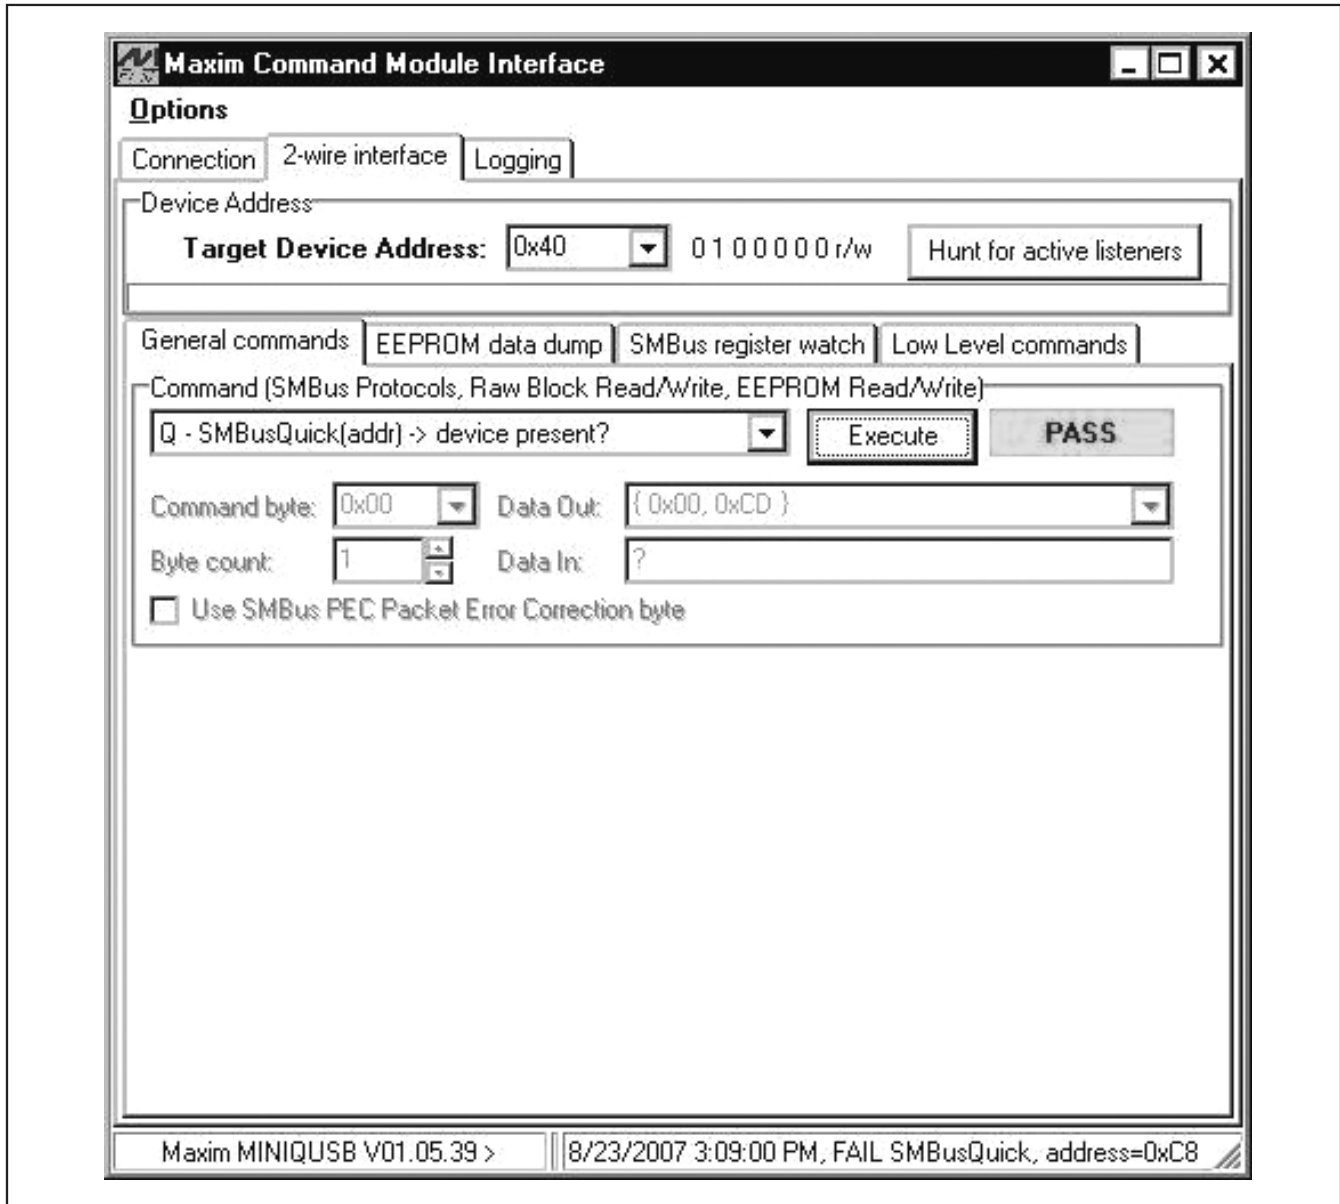 Maxim Command Module Interface
Options
Connection 2-wire interface Logging
Device Address
Target Device Address: 0x40 0 1 0 0 0 0 0 r/w Hunt for active listeners
General commands EEPROM data dump SMBus register watch Low Level commands
Command (SMBus Protocols, Raw Block Read/Write, EEPROM Read/Write)
Q - SMBusQuick(addr) -> device present? Execute PASS
Command byte: 0x00 Data Out: { 0x00, 0xCD }
Byte count: 1 Data In: ?
Use SMBus PEC Packet Error Correction byte
Maxim MINIQUSB V01.05.39 > 8/23/2007 3:09:00 PM, FAIL SMBusQuick, address=0xC8